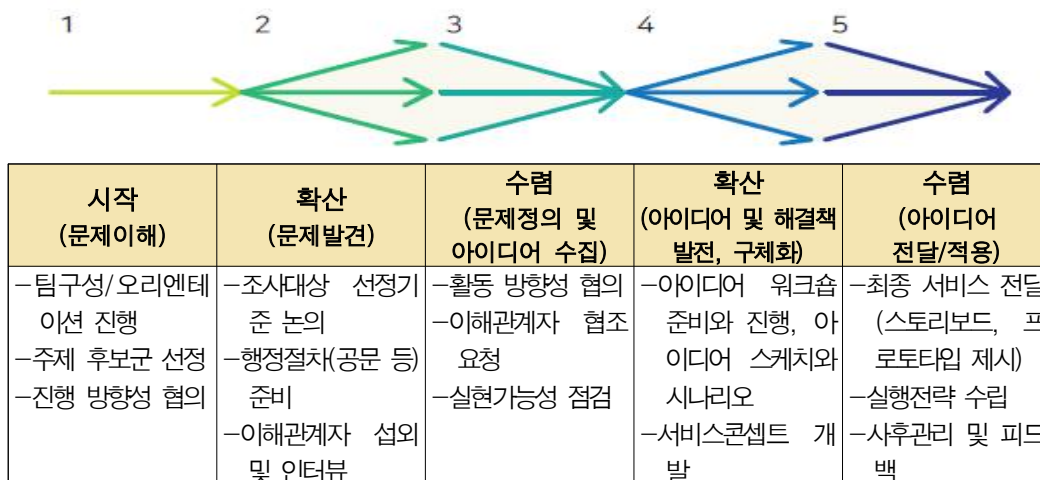 1 2 3 4 5
시작
(문제이해)
확산
(문제발견)
수렴
(문제정의 및
아이디어 수집)
확산
(아이디어 및 해결책
발전, 구체화)
수렴
(아이디어
전달/적용)
-팀구성/오리엔테
이션 진행
-주제 후보군 선정
-진행 방향성 협의
-조사대상 선정기
준 논의
-행정절차(공문 등)
준비
-이해관계자 섭외
및 인터뷰
-활동 방향성 협의
-이해관계자 협조
요청
-실현가능성 점검
-아이디어 워크숍
준비와 진행, 아
이디어 스케치와
시나리오
-서비스콘셉트 개
발
-최종 서비스 전달
(스토리보드, 프
로토타입 제시)
-실행전략 수립
-사후관리 및 피드
백